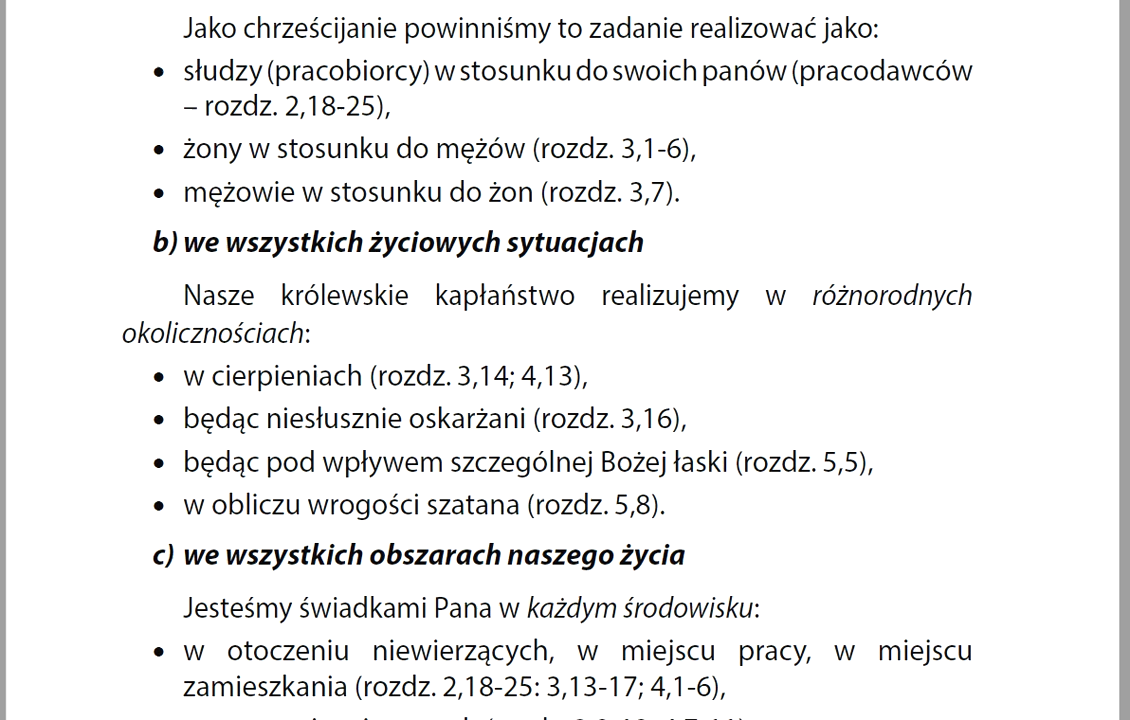 Jako chrześcijanie powinniśmy to zadanie realizować jako:
• słudzy (pracobiorcy) w stosunku do swoich panów (pracodawców
– rozdz. 2,18-25),
• żony w stosunku do mężów (rozdz. 3,1-6),
• mężowie w stosunku do żon (rozdz. 3,7).
b) we wszystkich życiowych sytuacjach
Nasze królewskie kapłaństwo realizujemy w różnorodnych
okolicznościach:
• w cierpieniach (rozdz. 3,14; 4,13),
• będąc niesłusznie oskarżani (rozdz. 3,16),
• będąc pod wpływem szczególnej Bożej łaski (rozdz. 5,5),
• w obliczu wrogości szatana (rozdz. 5,8).
c) we wszystkich obszarach naszego życia
Jesteśmy świadkami Pana w każdym środowisku:
• w otoczeniu niewierzących, w miejscu pracy, w miejscu
zamieszkania (rozdz. 2,18-25: 3,13-17; 4,1-6),